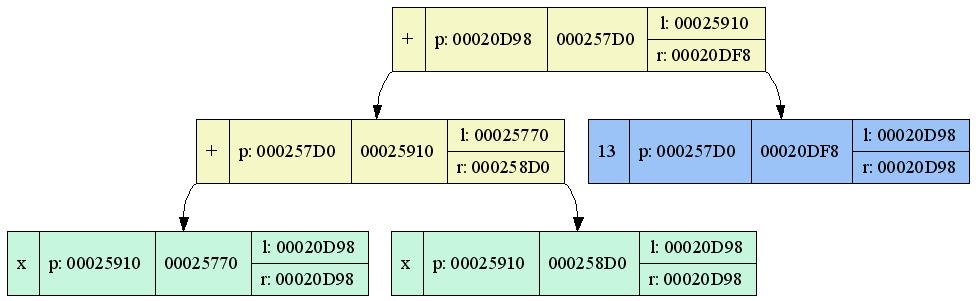 + p: 00020D98 000257D0 l: 00025910
r: 00020DF8
+ p: 000257D0 00025910 l: 00025770
r: 000258D0
13 p: 000257D0 00020DF8 l: 00020D98
r: 00020D98
x p: 00025910 00025770 l: 00020D98
r: 00020D98
x p: 00025910 000258D0 l: 00020D98
r: 00020D98